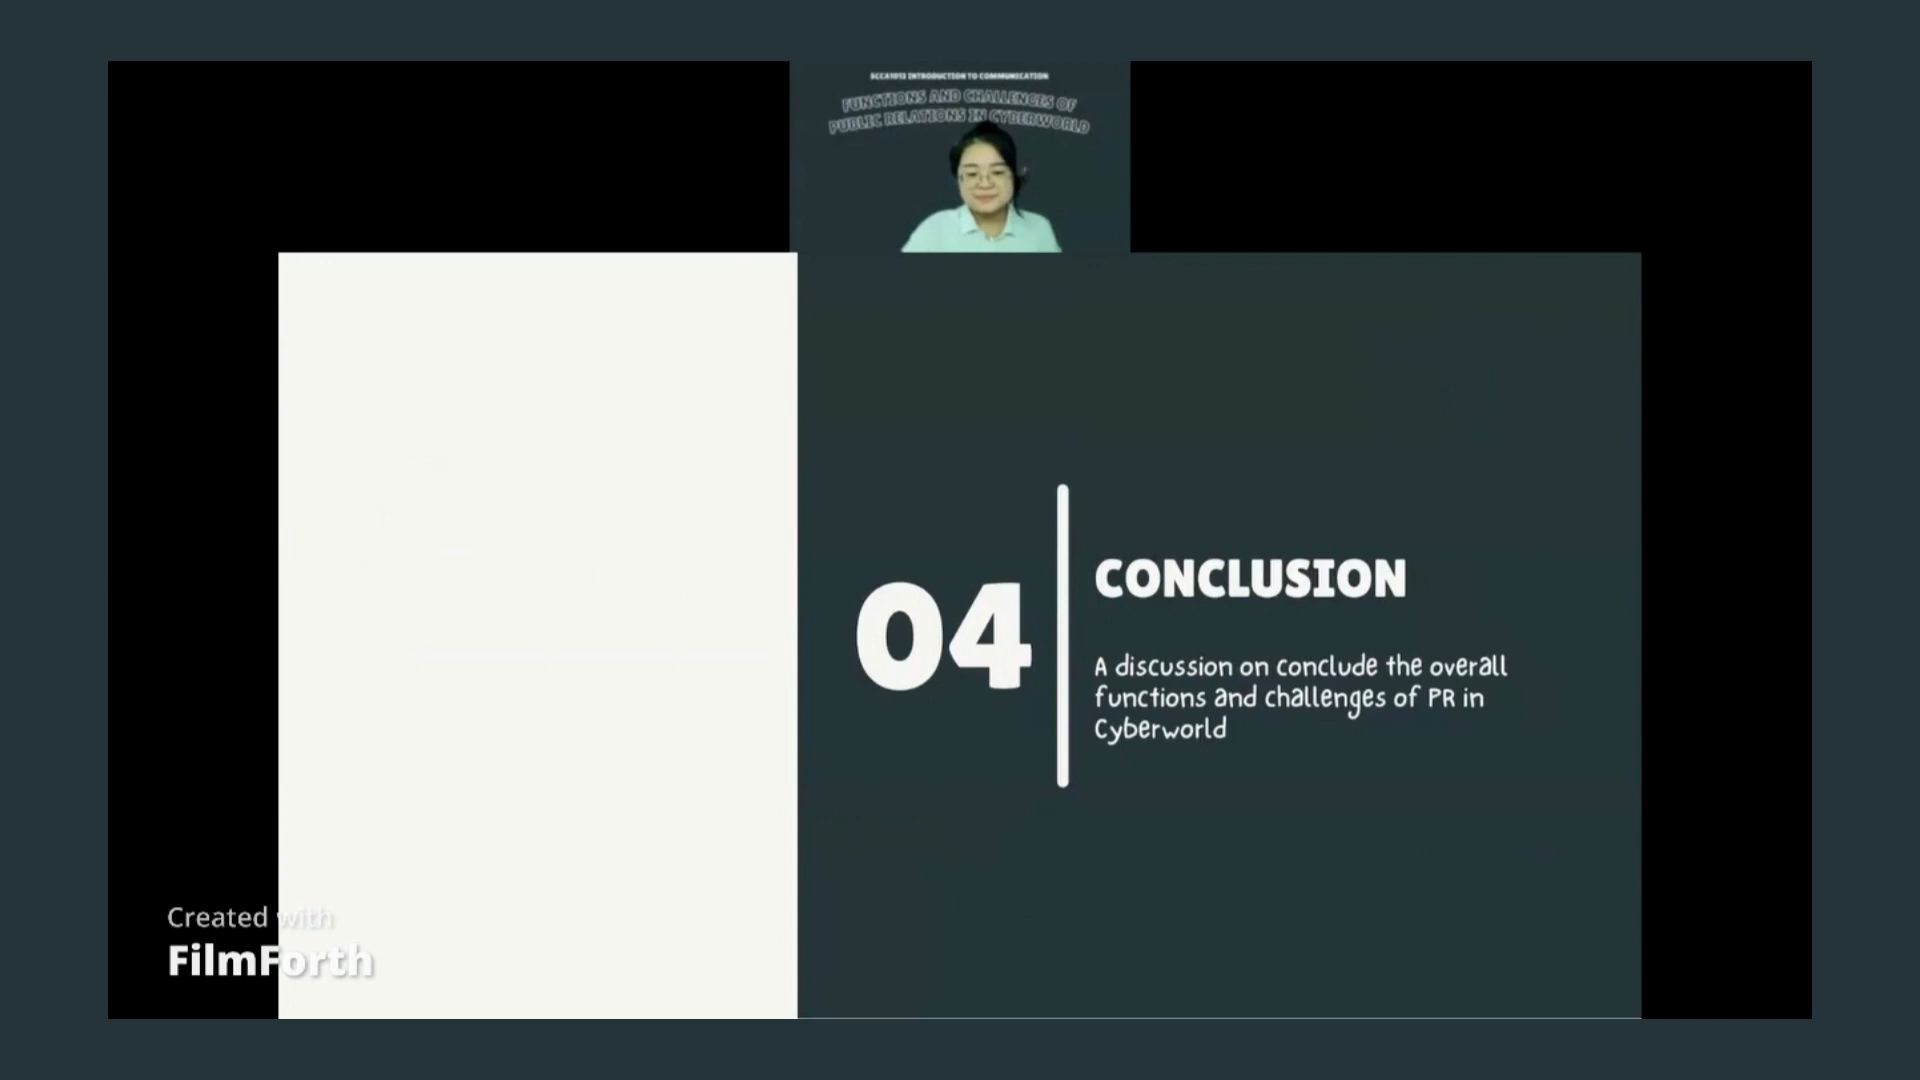 SCCA1013 INTRODUCTION TO COMMUNICATION
FUNCTIONS AND CHALLENGES OF
PUBLIC RELATIONS IN CYBERWORLD
04
CONCLUSION
A discussion on conclude the overall
functions and challenges of PR in
Cyberworld
Created with
FilmForth